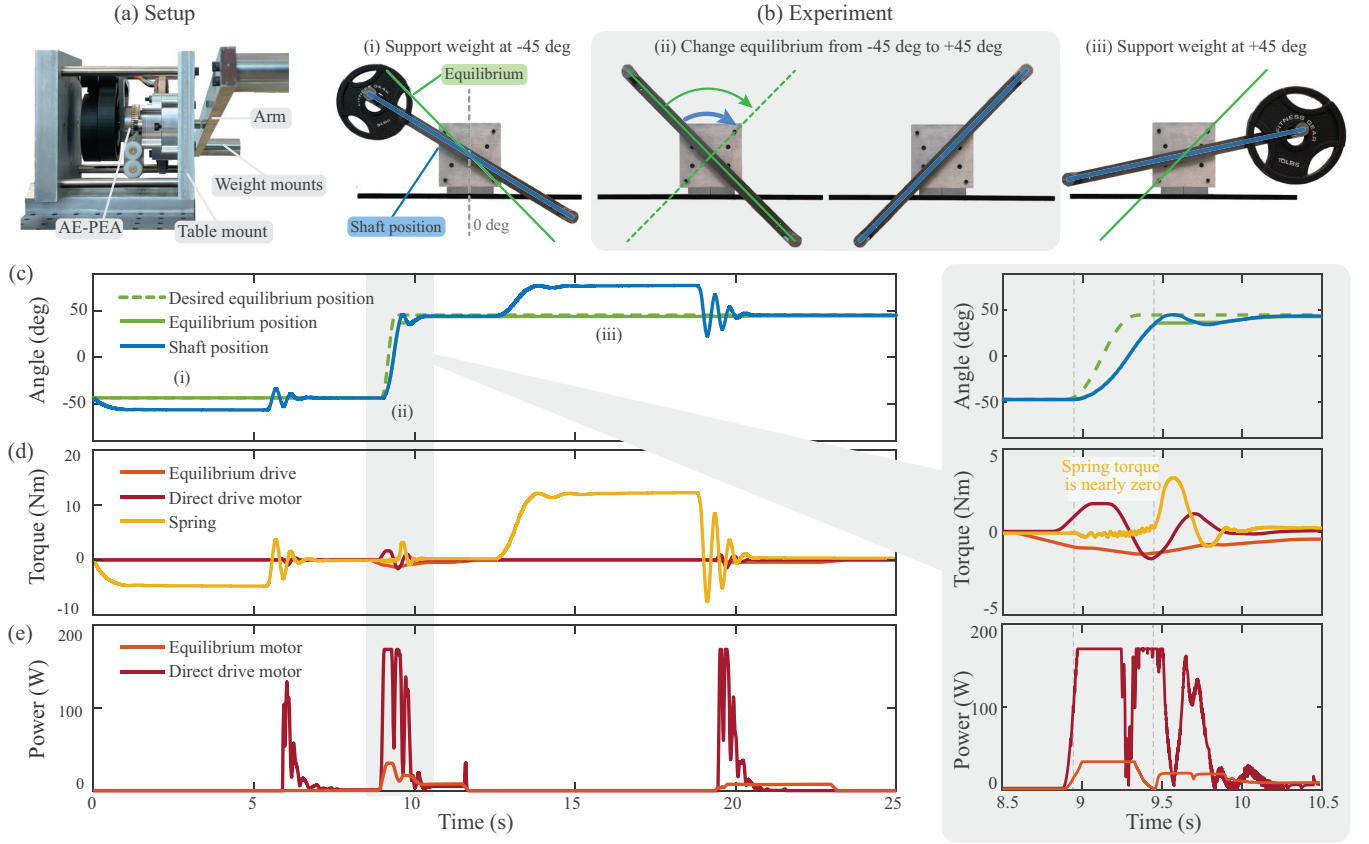 (a) Setup
(b) Experiment
(i) Support weight at -45 deg
(ii) Change equilibrium from -45 deg to +45 deg
(iii) Support weight at +45 deg
Equilibrium
Arm
Weight mounts
AE-PEA
Table mount
Shaft position
0 deg
FITNESS GEAR
FITNESS GEAR
10LBS
(c)
Angle (deg)
50
0
-50
Desired equilibrium position
Equilibrium position
Shaft position
(i)
(ii)
(iii)
Angle (deg)
50
0
-50
(d)
Torque (Nm)
20
10
0
-10
Equilibrium drive
Direct drive motor
Spring
Torque (Nm)
5
0
-5
Spring torque
is nearly zero
(e)
Power (W)
200
100
0
Equilibrium motor
Direct drive motor
0 5 10 15 20 25
Time (s)
Power (W)
200
100
0
8.5 9 9.5 10 10.5
Time (s)